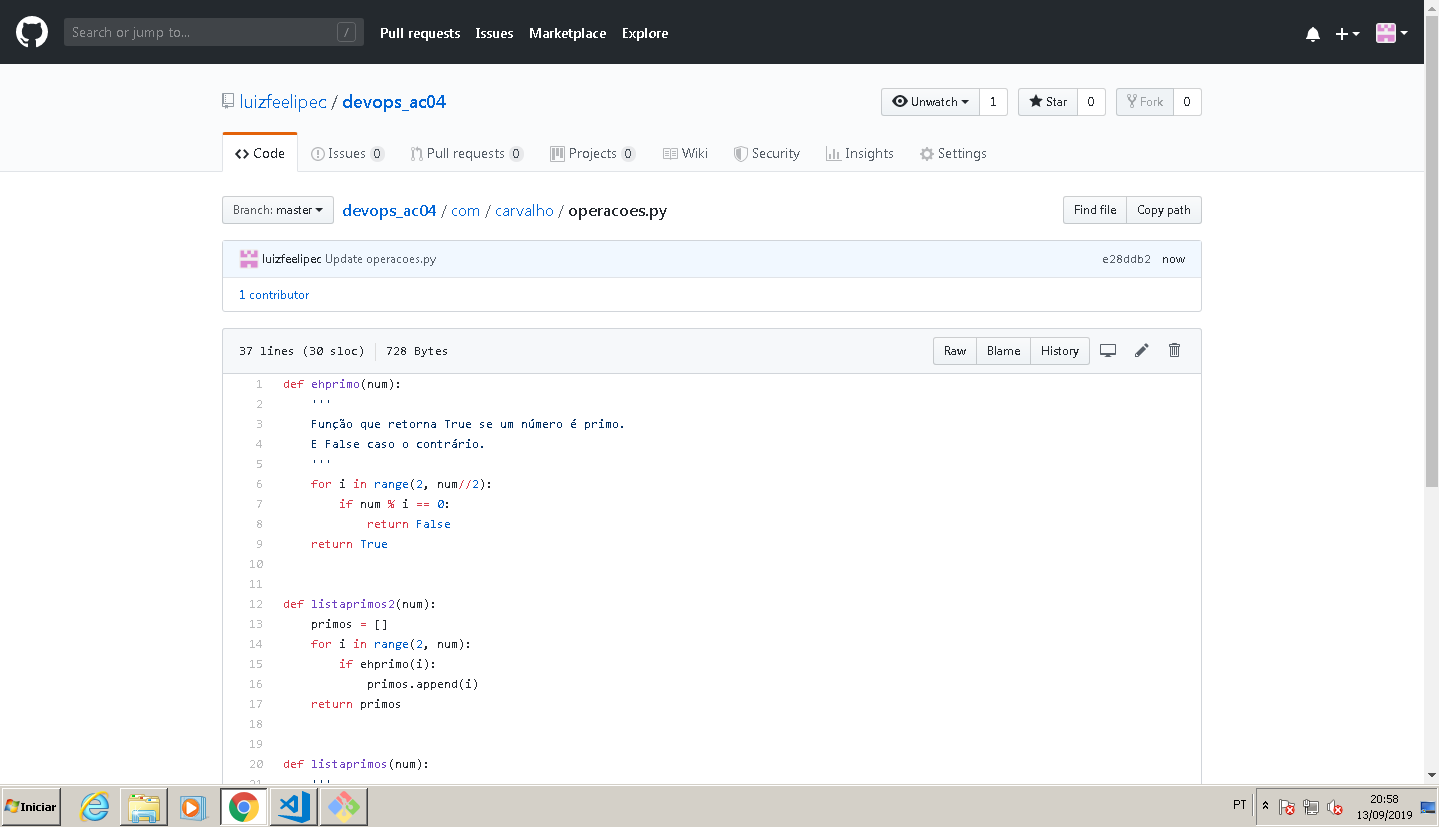 Search or jump to... /
Pull requests Issues Marketplace Explore
luizfeelipec / devops_ac04
Unwatch 1 Star 0 Fork 0
Code Issues 0 Pull requests 0 Projects 0 Wiki Security Insights Settings
Branch: master devops_ac04 / com / carvalho / operacoes.py Find file Copy path
luizfeelipec Update operacoes.py e28ddb2 now
1 contributor
37 lines (30 sloc) 728 Bytes Raw Blame History
1 def ehprimo(num):
2 '''
3 Função que retorna True se um número é primo.
4 E False caso o contrário.
5 '''
6 for i in range(2, num//2):
7 if num % i == 0:
8 return False
9 return True
10
11
12 def listaprimos2(num):
13 primos = []
14 for i in range(2, num):
15 if ehprimo(i):
16 primos.append(i)
17 return primos
18
19
20 def listaprimos(num):
21 '''
Iniciar PT 20:58
13/09/2019